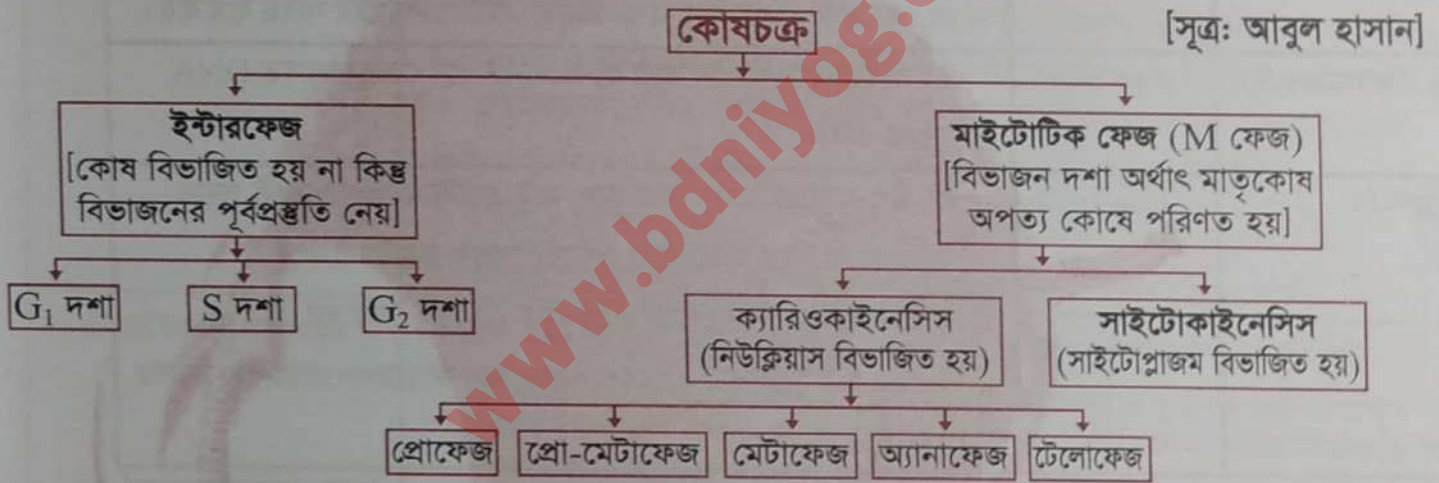 কোষচক্র
[সূত্র: আবুল হাসান]
ইন্টারফেজ
[কোষ বিভাজিত হয় না কিন্তু
বিভাজনের পূর্বপ্রস্তুতি নেয়]
মাইটোটিক ফেজ (M ফেজ)
[বিভাজন দশা অর্থাৎ মাতৃকোষ
অপত্য কোষে পরিণত হয়]
G₁ দশা
S দশা
G₂ দশা
ক্যারিওকাইনেসিস
(নিউক্লিয়াস বিভাজিত হয়)
সাইটোকাইনেসিস
(সাইটোপ্লাজম বিভাজিত হয়)
প্রোফেজ
প্রো-মেটাফেজ
মেটাফেজ
অ্যানাফেজ
টেলোফেজ
www.bdniyog.c